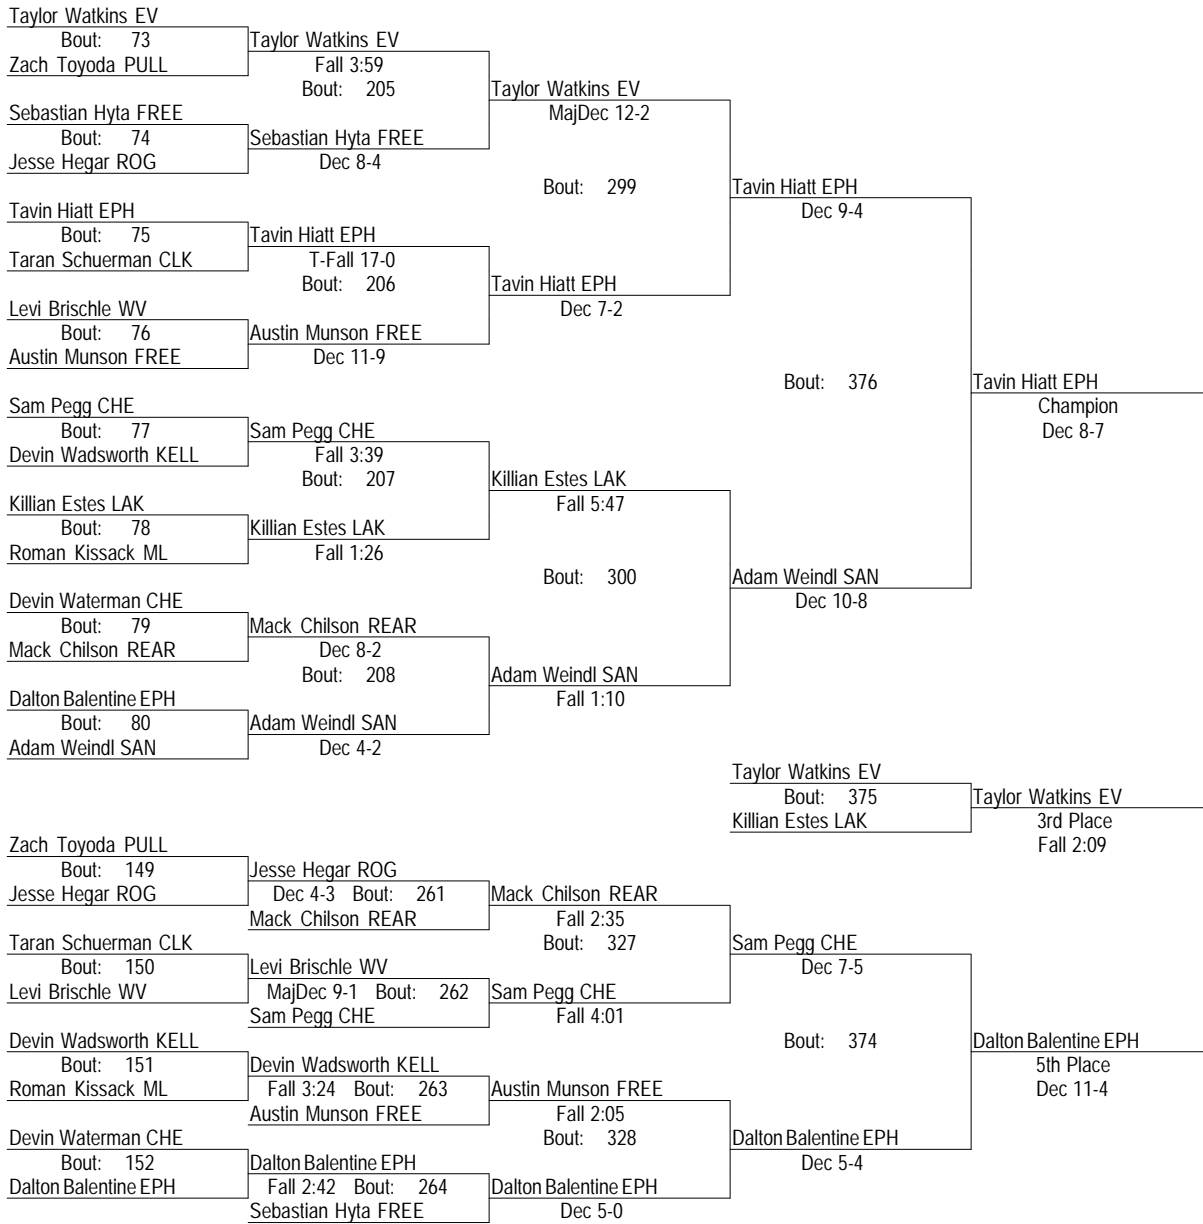 Taylor Watkins EV
Bout: 73
Taylor Watkins EV
Zach Toyoda PULL
Fall 3:59
Bout: 205
Taylor Watkins EV
Sebastian Hyta FREE
MajDec 12-2
Bout: 74
Sebastian Hyta FREE
Jesse Hegar ROG
Dec 8-4
Bout: 299
Tavin Hiatt EPH
Tavin Hiatt EPH
Dec 9-4
Bout: 75
Tavin Hiatt EPH
Taran Schuerman CLK
T-Fall 17-0
Bout: 206
Tavin Hiatt EPH
Levi Brischle WV
Dec 7-2
Bout: 76
Austin Munson FREE
Austin Munson FREE
Dec 11-9
Bout: 376
Tavin Hiatt EPH
Sam Pegg CHE
Champion
Bout: 77
Sam Pegg CHE
Dec 8-7
Devin Wadsworth KELL
Fall 3:39
Bout: 207
Killian Estes LAK
Killian Estes LAK
Fall 5:47
Bout: 78
Killian Estes LAK
Roman Kissack ML
Fall 1:26
Bout: 300
Adam Weindl SAN
Devin Waterman CHE
Dec 10-8
Bout: 79
Mack Chilson REAR
Mack Chilson REAR
Dec 8-2
Bout: 208
Adam Weindl SAN
Dalton Balentine EPH
Fall 1:10
Bout: 80
Adam Weindl SAN
Adam Weindl SAN
Dec 4-2
Taylor Watkins EV
Bout: 375
Taylor Watkins EV
Killian Estes LAK
3rd Place
Fall 2:09
Zach Toyoda PULL
Bout: 149
Jesse Hegar ROG
Jesse Hegar ROG
Dec 4-3 Bout: 261
Mack Chilson REAR
Mack Chilson REAR
Fall 2:35
Taran Schuerman CLK
Bout: 327
Sam Pegg CHE
Bout: 150
Levi Brischle WV
Dec 7-5
Levi Brischle WV
MajDec 9-1 Bout: 262
Sam Pegg CHE
Sam Pegg CHE
Fall 4:01
Devin Wadsworth KELL
Bout: 374
Dalton Balentine EPH
Bout: 151
Devin Wadsworth KELL
5th Place
Roman Kissack ML
Fall 3:24 Bout: 263
Austin Munson FREE
Dec 11-4
Austin Munson FREE
Fall 2:05
Devin Waterman CHE
Bout: 328
Dalton Balentine EPH
Bout: 152
Dalton Balentine EPH
Dec 5-4
Dalton Balentine EPH
Fall 2:42 Bout: 264
Dalton Balentine EPH
Sebastian Hyta FREE
Dec 5-0